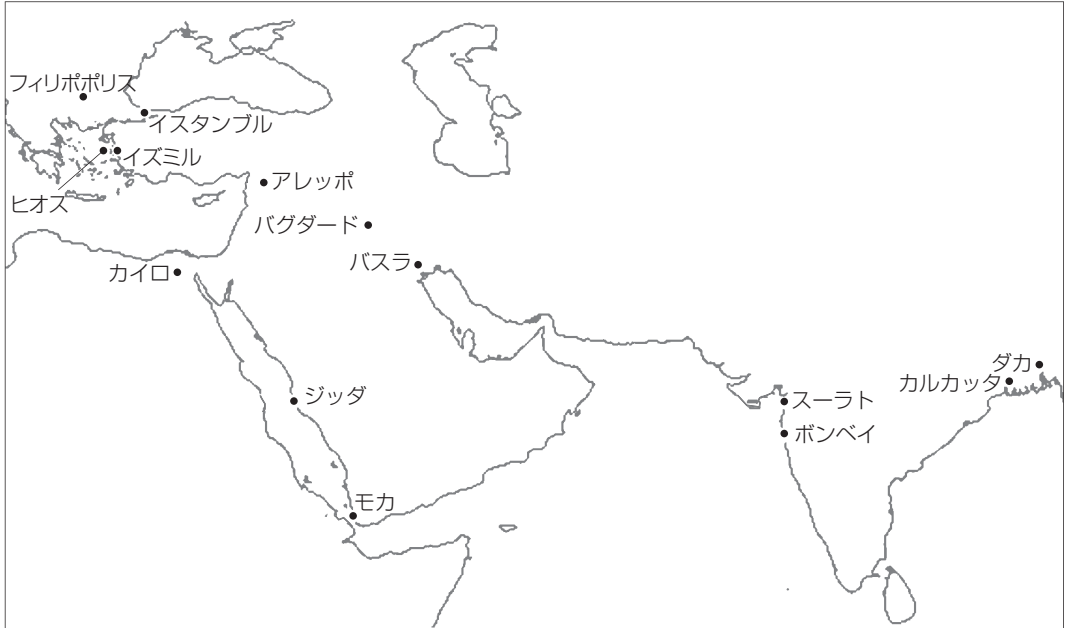 フィリポポリス
イスタンブル
イズミル
ヒオス
アレッポ
バグダード
バスラ
カイロ
ジッダ
モカ
ダカ
カルカッタ
スーラト
ボンベイ